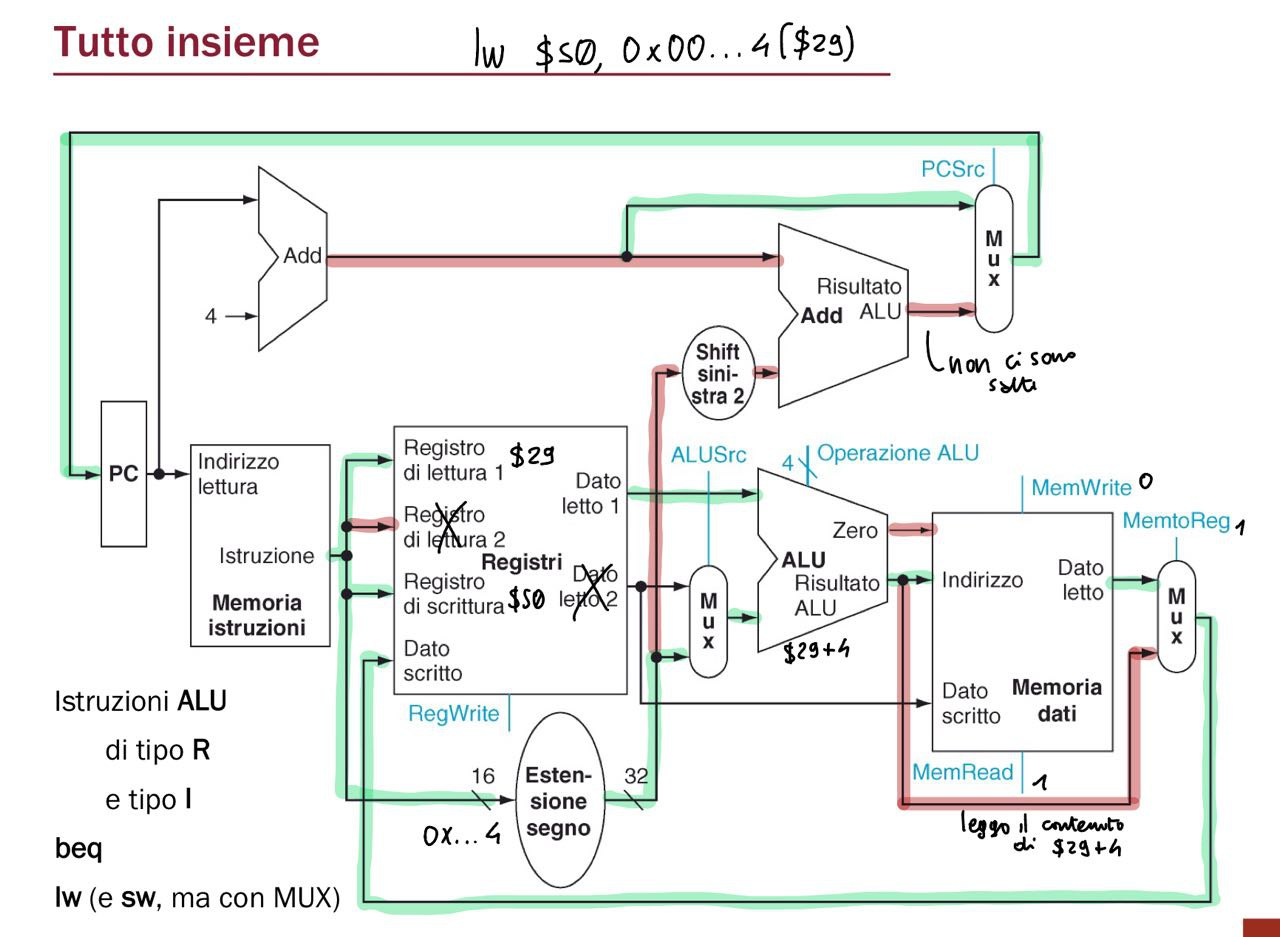 Tutto insieme
lw $s0, 0x00...4($29)
PCSrc
Mux
Add
4
Risultato
ALU
Add
non ci sono
salti
Shift
sini-
stra 2
PC
Indirizzo
lettura
Istruzione
Memoria
istruzioni
Registro
di lettura 1
$29
Registro
di lettura 2
Registri
Registro
di scrittura
$s0
Dato
scritto
Dato
letto 1
Dato
letto 2
RegWrite
ALUSrc
Mux
4
Operazione ALU
Zero
ALU
Risultato
ALU
$29+4
MemWrite 0
Indirizzo
Dato
letto
Dato
scritto
Memoria
dati
MemRead 1
MemtoReg 1
Mux
leggo il contenuto
di $29+4
16
Esten-
sione
segno
32
0x...4
Istruzioni ALU
di tipo R
e tipo I
beq
lw (e sw, ma con MUX)